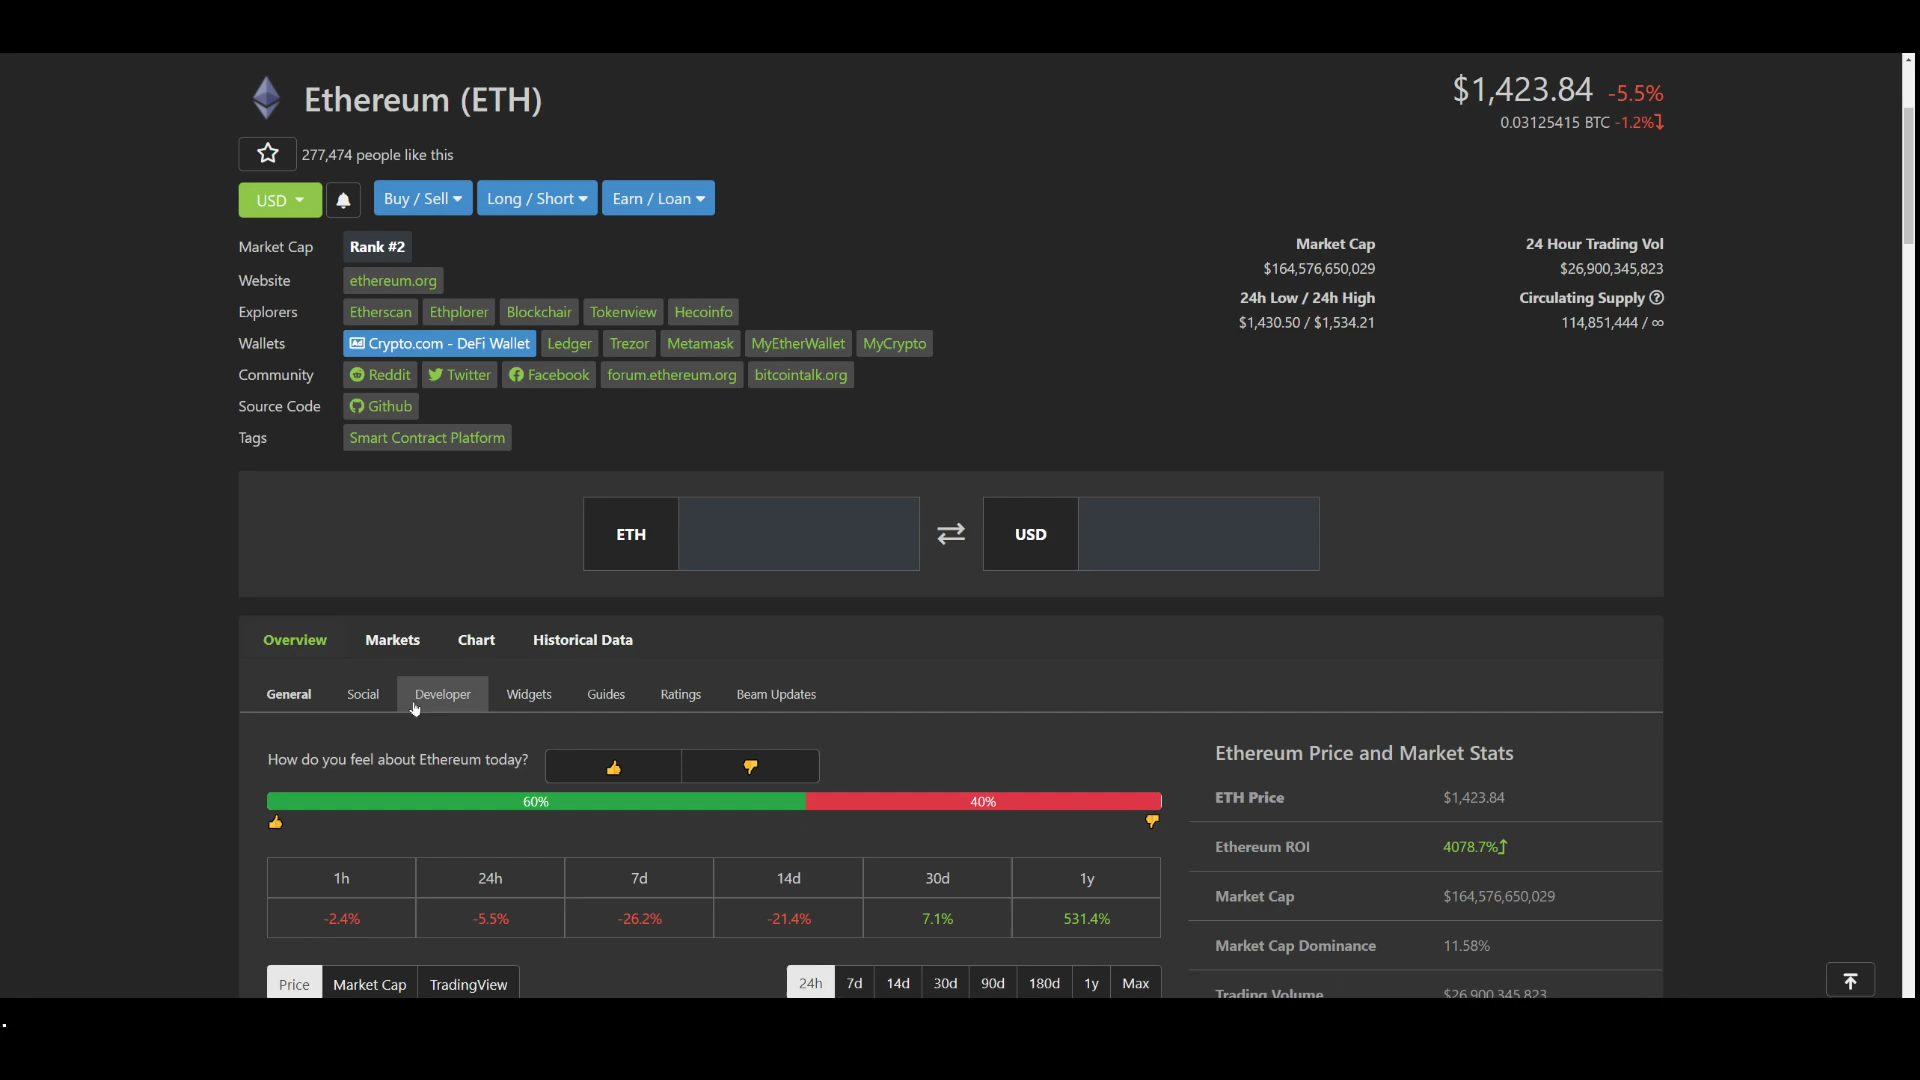 Ethereum (ETH)
$1,423.84 -5.5%
0.03125415 BTC -1.2%
277,474 people like this
USD
Buy / Sell
Long / Short
Earn / Loan
Market Cap Rank #2
Website ethereum.org
Explorers Etherscan Ethplorer Blockchair Tokenview Hecoinfo
Wallets Ad Crypto.com - DeFi Wallet Ledger Trezor Metamask MyEtherWallet MyCrypto
Community Reddit Twitter Facebook forum.ethereum.org bitcointalk.org
Source Code Github
Tags Smart Contract Platform
Market Cap 24 Hour Trading Vol
$164,576,650,029 $26,900,345,823
24h Low / 24h High Circulating Supply ?
$1,430.50 / $1,534.21 114,851,444 / ∞
ETH USD
Overview Markets Chart Historical Data
General Social Developer Widgets Guides Ratings Beam Updates
How do you feel about Ethereum today?
60% 40%
1h 24h 7d 14d 30d 1y
-2.4% -5.5% -26.2% -21.4% 7.1% 531.4%
Price Market Cap TradingView 24h 7d 14d 30d 90d 180d 1y Max
Ethereum Price and Market Stats
ETH Price $1,423.84
Ethereum ROI 4078.7%
Market Cap $164,576,650,029
Market Cap Dominance 11.58%
Trading Volume $26,900,345,823